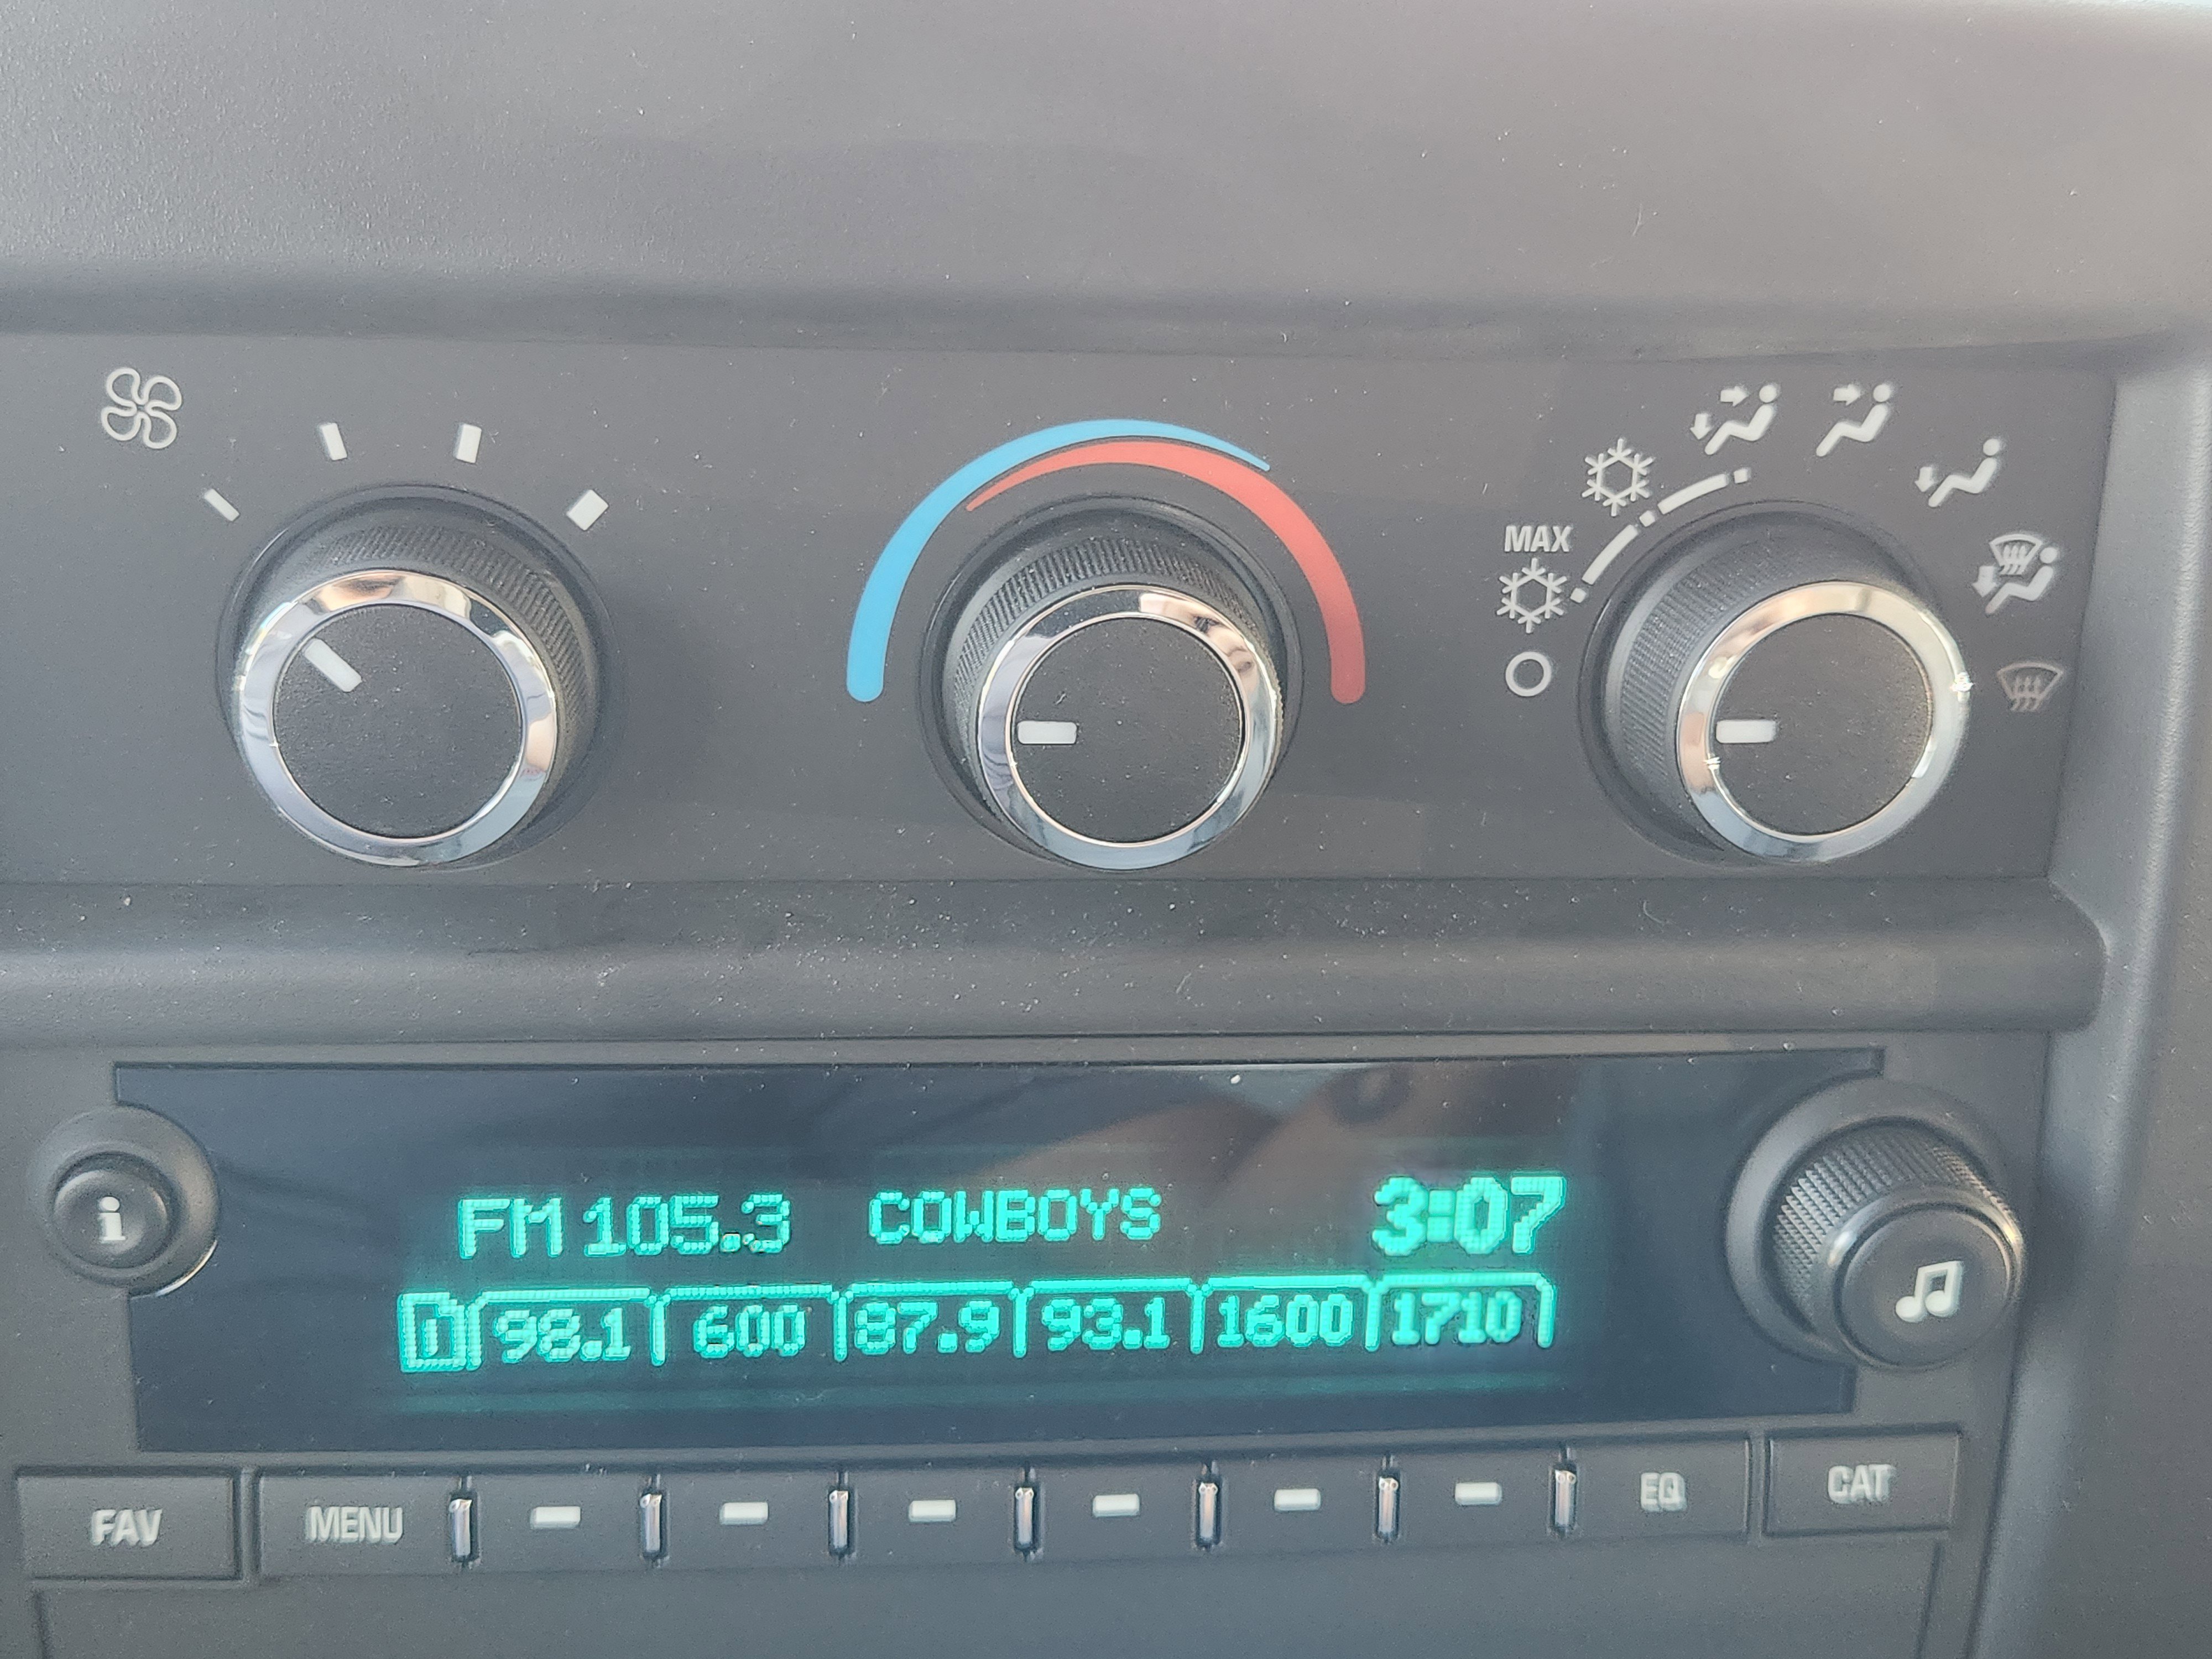 MAX
i
FM 105.3 COWBOYS 3:07
1 98.1 600 87.9 93.1 1600 1710
FAV MENU EQ CAT